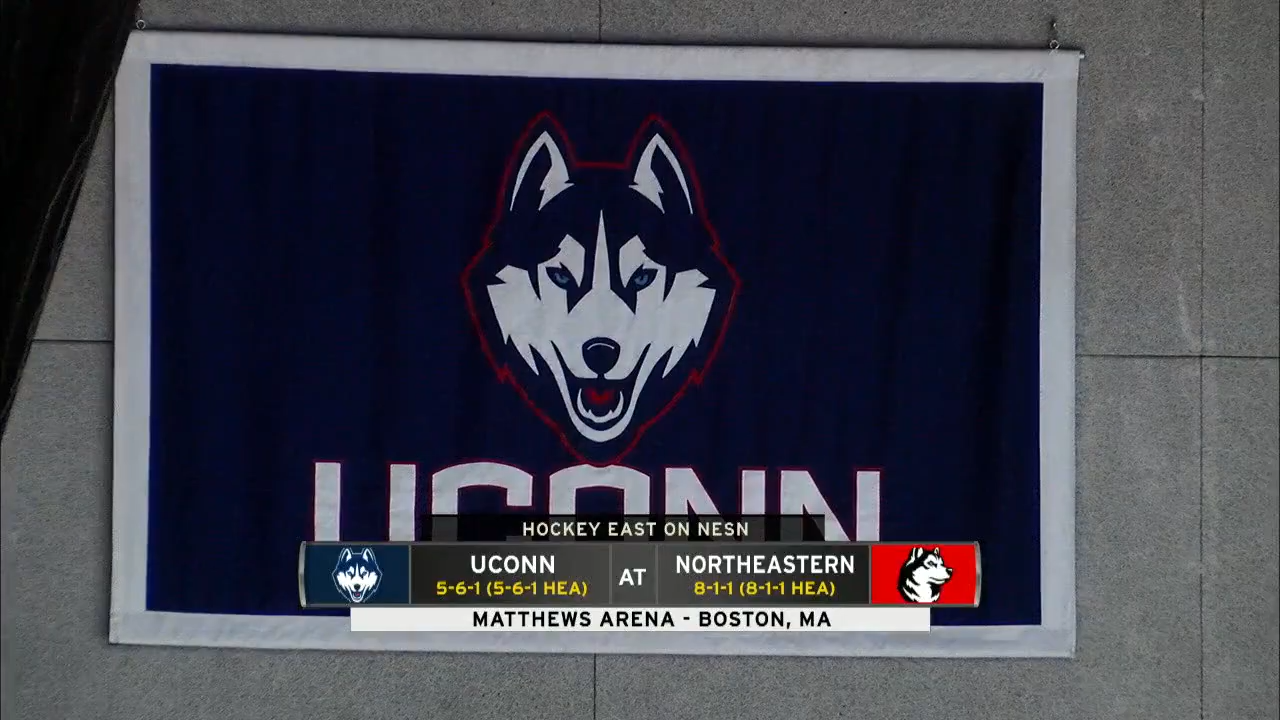 UCONN
HOCKEY EAST ON NESN
UCONN
5-6-1 (5-6-1 HEA)
AT
NORTHEASTERN
8-1-1 (8-1-1 HEA)
MATTHEWS ARENA - BOSTON, MA